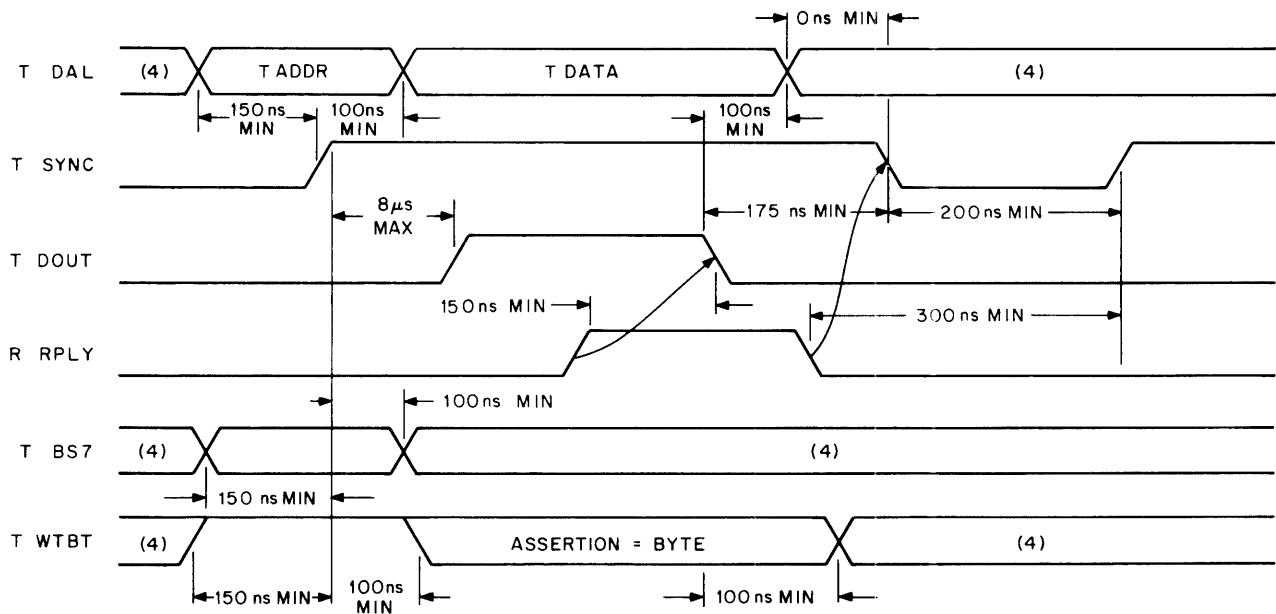 0ns MIN
T DAL (4) T ADDR T DATA (4)
150ns MIN 100ns MIN 100ns MIN
T SYNC
8μs MAX 175 ns MIN 200ns MIN
T DOUT
150ns MIN 300ns MIN
R RPLY
100ns MIN
T BS7 (4) (4)
150 ns MIN
T WTBT (4) ASSERTION = BYTE (4)
150 ns MIN 100ns MIN 100ns MIN